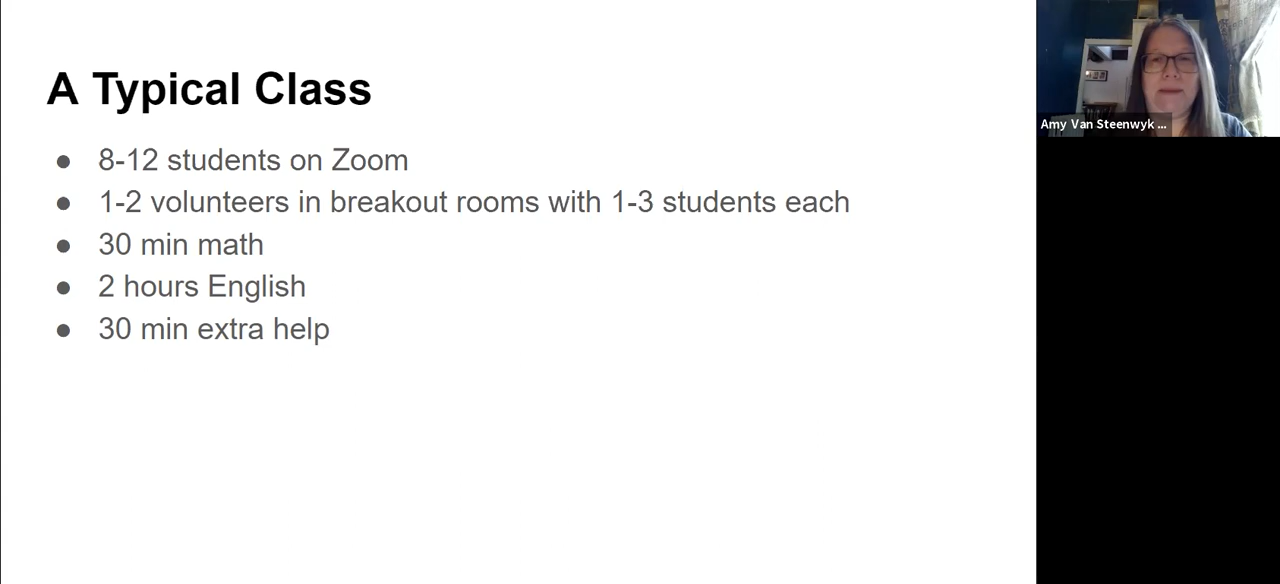 A Typical Class
● 8-12 students on Zoom
● 1-2 volunteers in breakout rooms with 1-3 students each
● 30 min math
● 2 hours English
● 30 min extra help
Amy Van Steenwyk ...